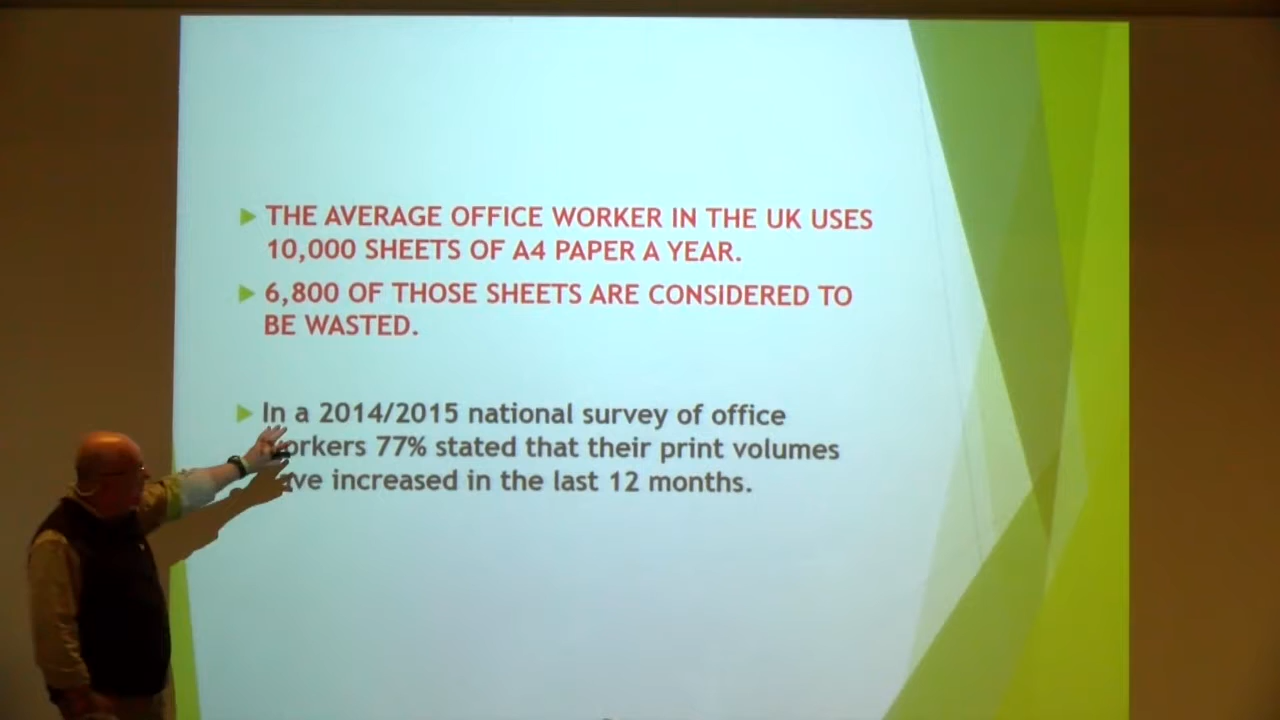 THE AVERAGE OFFICE WORKER IN THE UK USES
10,000 SHEETS OF A4 PAPER A YEAR.
6,800 OF THOSE SHEETS ARE CONSIDERED TO
BE WASTED.
In a 2014/2015 national survey of office
workers 77% stated that their print volumes
have increased in the last 12 months.